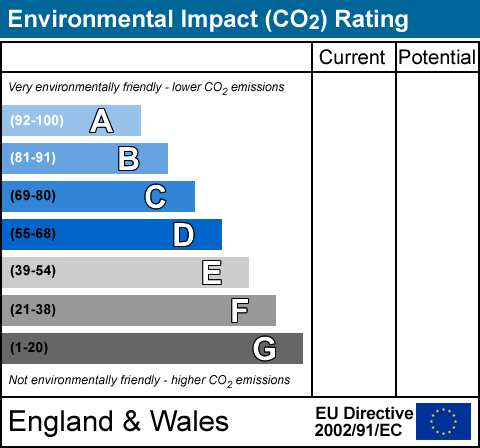 Environmental Impact (CO2) Rating
Current Potential
Very environmentally friendly - lower CO2 emissions
(92-100) A
(81-91) B
(69-80) C
(55-68) D
(39-54) E
(21-38) F
(1-20) G
Not environmentally friendly - higher CO2 emissions
England & Wales
EU Directive
2002/91/EC